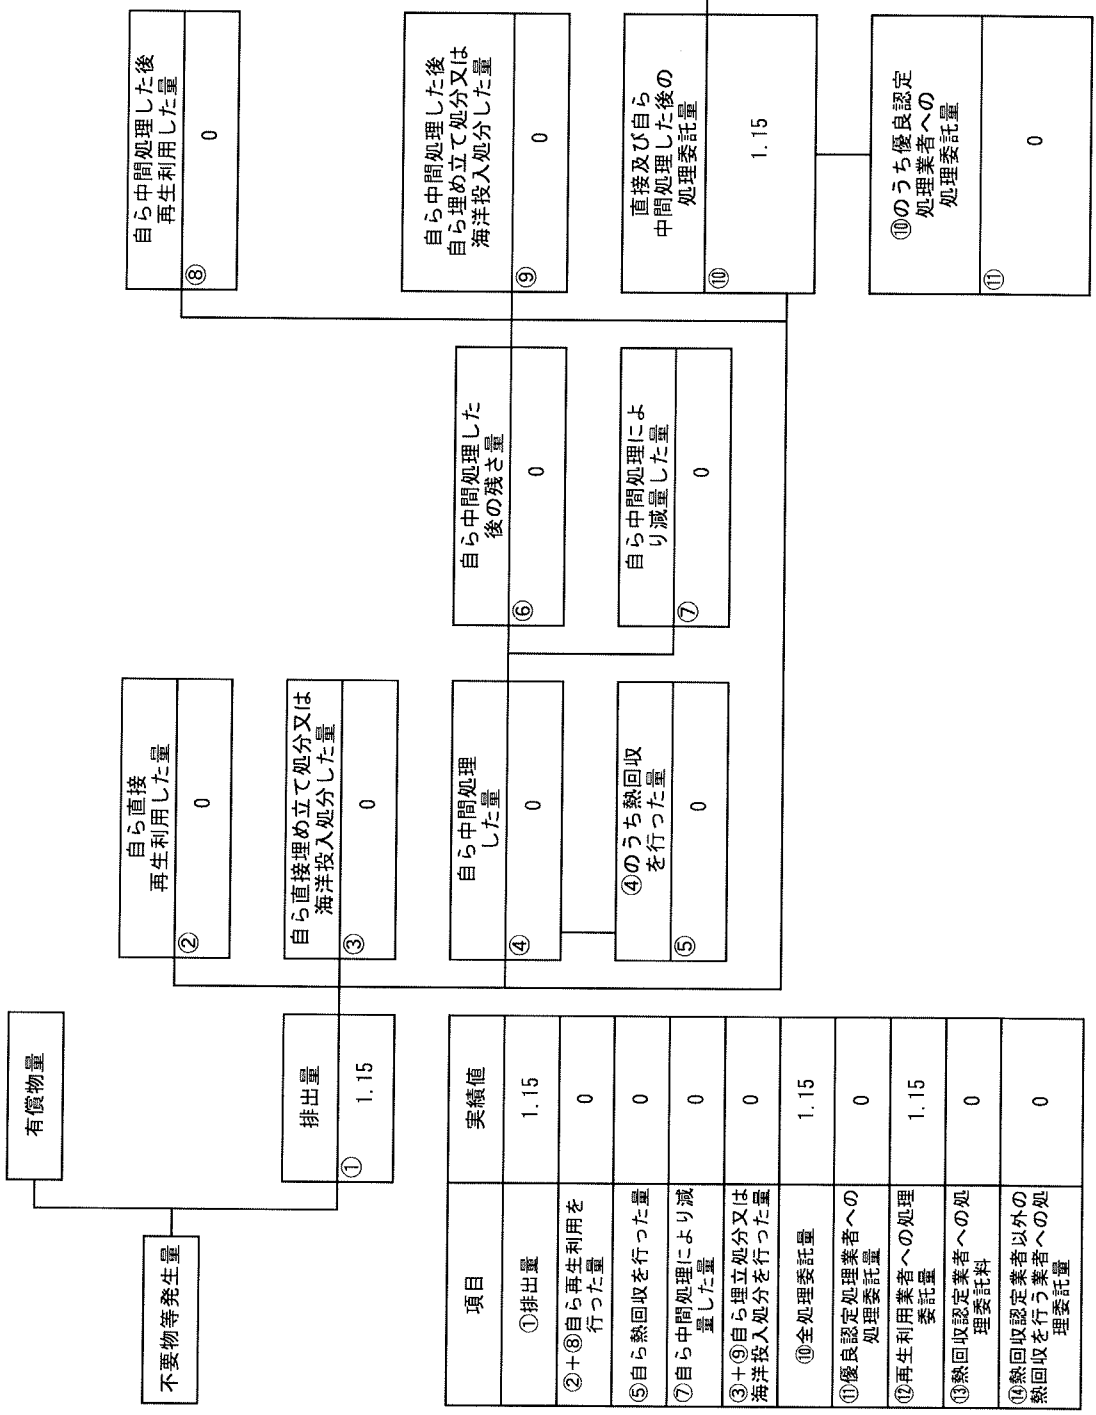 不要物等発生量
有償物量
排出量
①
1.15
自ら直接
再生利用した量
②
0
自ら直接埋め立て処分又は
海洋投入処分した量
③
0
自ら中間処理
した量
④
0
④のうち熱回収
を行った量
⑤
0
自ら中間処理した
後の残さ量
⑥
0
自ら中間処理によ
り減量した量
⑦
0
自ら中間処理した後
再生利用した量
⑧
0
自ら中間処理した後
自ら埋め立て処分又は
海洋投入処分した量
⑨
0
直接及び自ら
中間処理した後の
処理委託量
⑩
1.15
⑩のうち優良認定
処理業者への
処理委託量
⑪
0
項目 実績値
①排出量 1.15
②+⑧自ら再生利用を
行った量 0
⑤自ら熱回収を行った量 0
⑦自ら中間処理により減
量した量 0
③+⑨自ら埋立処分又は
海洋投入処分を行った量 0
⑩全処理委託量 1.15
⑪優良認定処理業者への
処理委託量 0
⑫再生利用業者への処理
委託量 1.15
⑬熱回収認定業者への処
理委託料 0
⑭熱回収認定業者以外の
熱回収を行う業者への処
理委託量 0